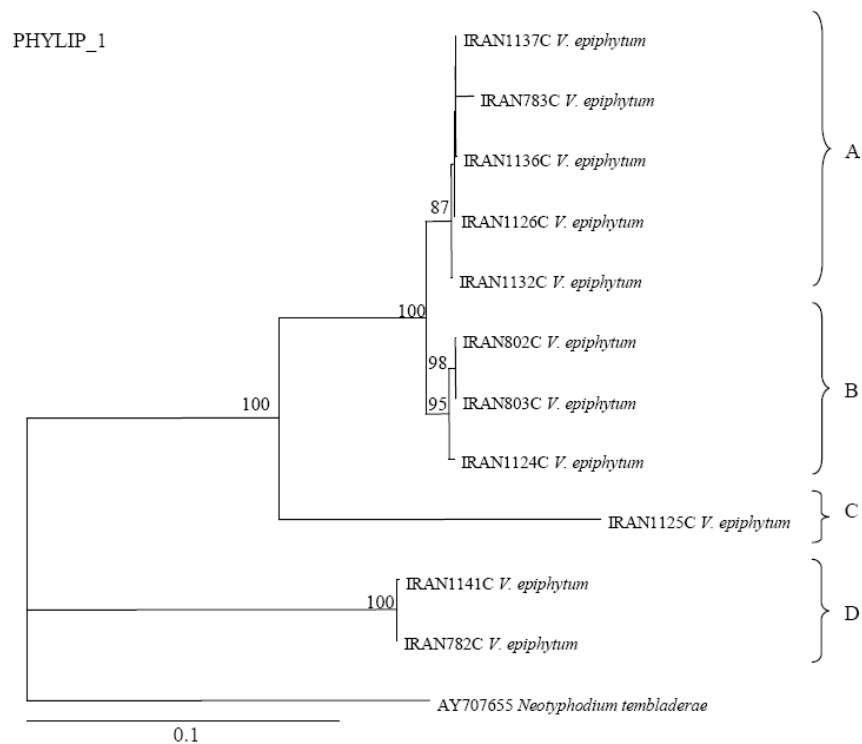 PHYLIP_1
IRAN1137C V. epiphytum
IRAN783C V. epiphytum
IRAN1136C V. epiphytum
A
87
IRAN1126C V. epiphytum
IRAN1132C V. epiphytum
100
IRAN802C V. epiphytum
98
IRAN803C V. epiphytum
B
95
100
IRAN1124C V. epiphytum
IRAN1125C V. epiphytum
C
IRAN1141C V. epiphytum
100
D
IRAN782C V. epiphytum
AY707655 Neotyphodium tembladerae
0.1